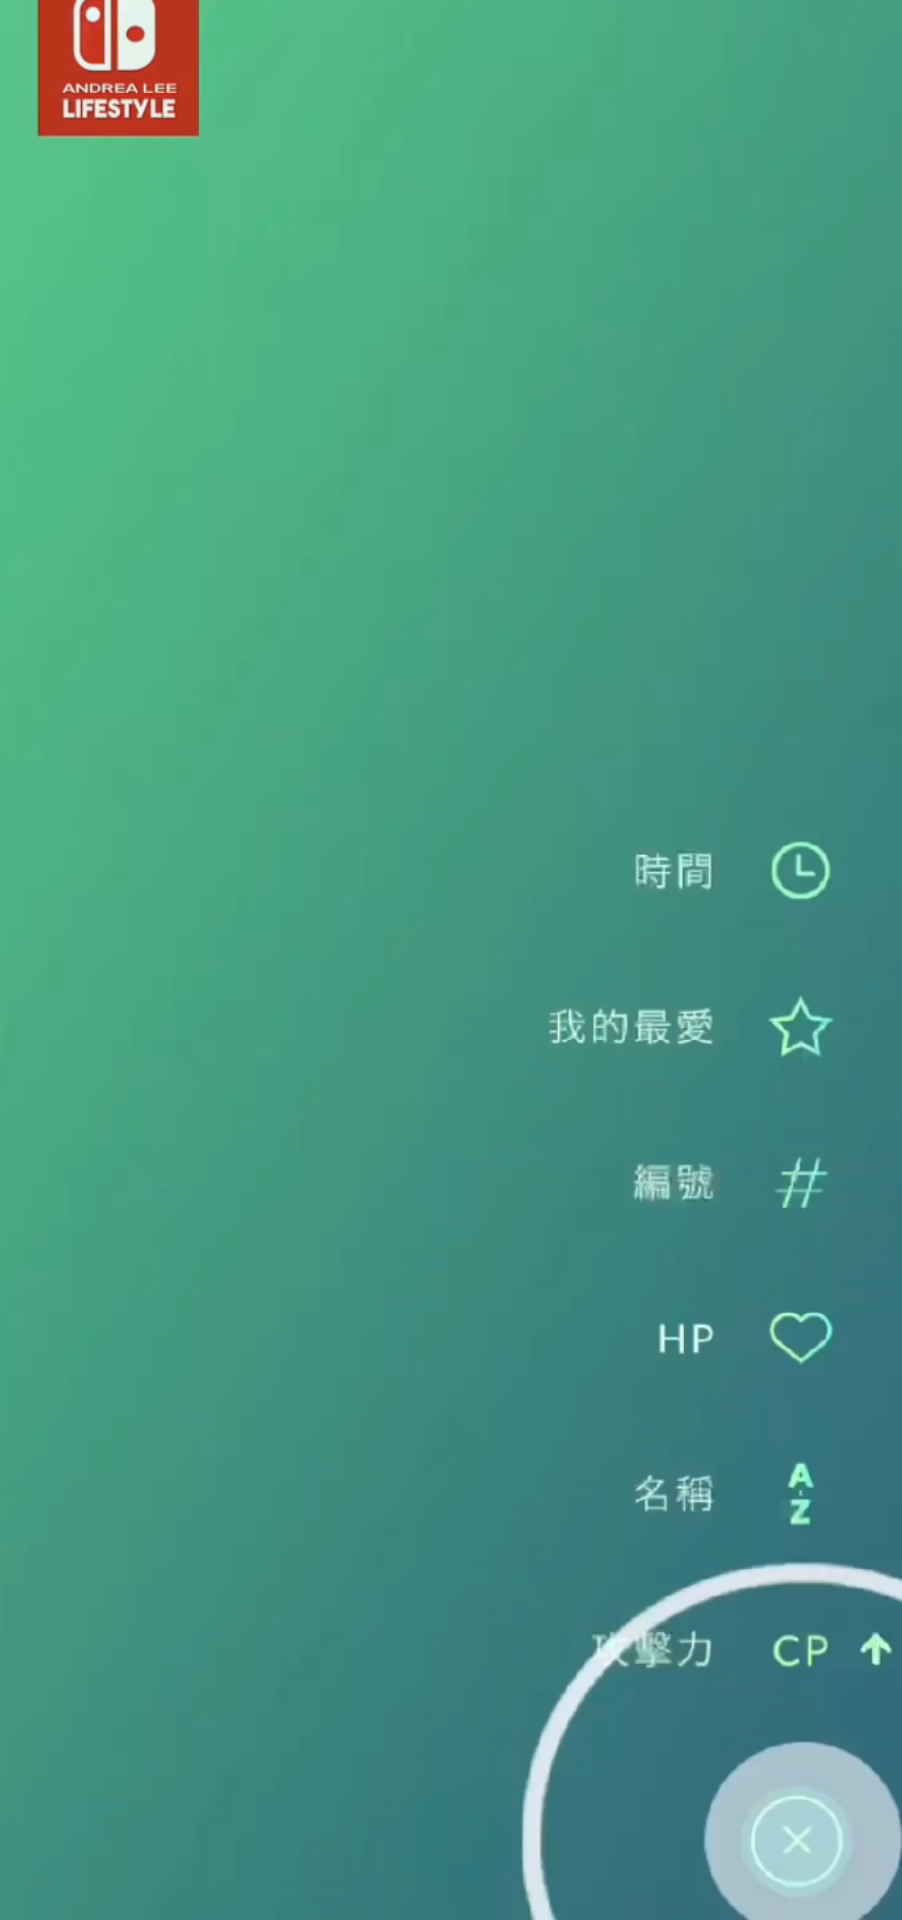 ANDREA LEE
LIFESTYLE
時間
我的最愛
編號 #
HP
名稱 A-Z
攻擊力 CP